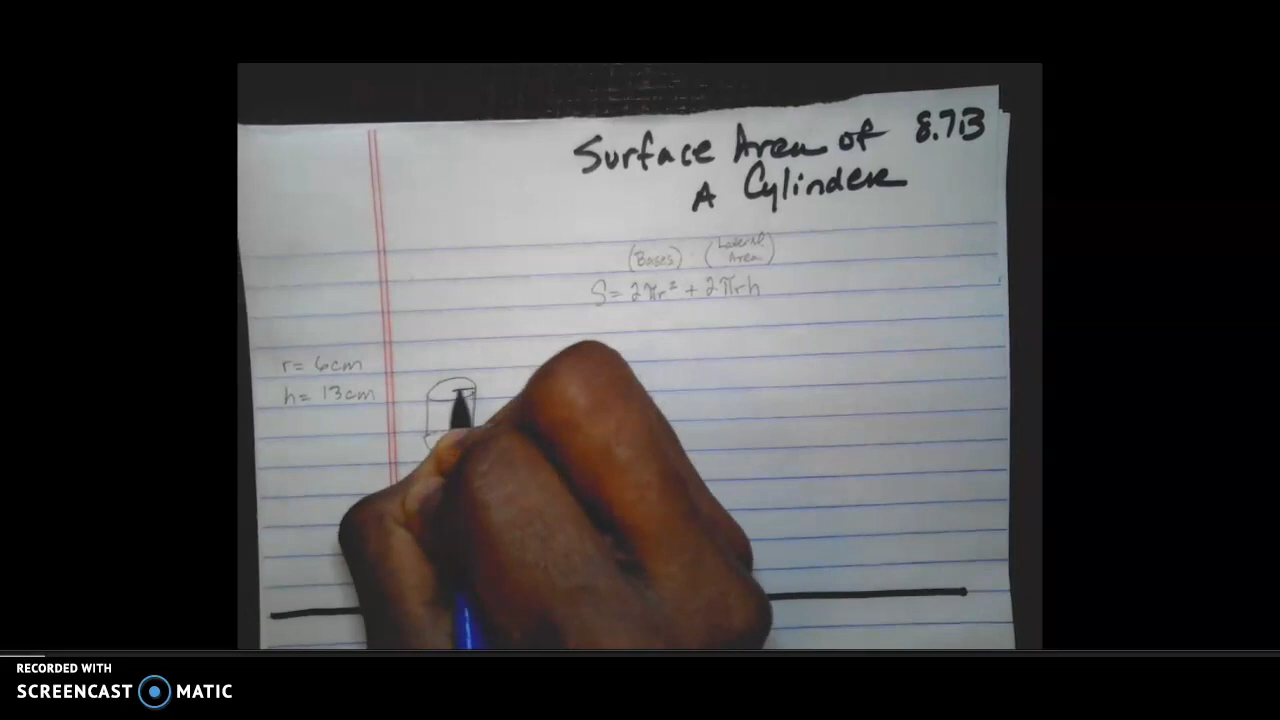 Surface Area of 8.7B
A Cylinder
(Bases) (Lateral Area)
S = 2πr² + 2πrh
r = 6cm
h = 13cm
RECORDED WITH
SCREENCAST MATIC